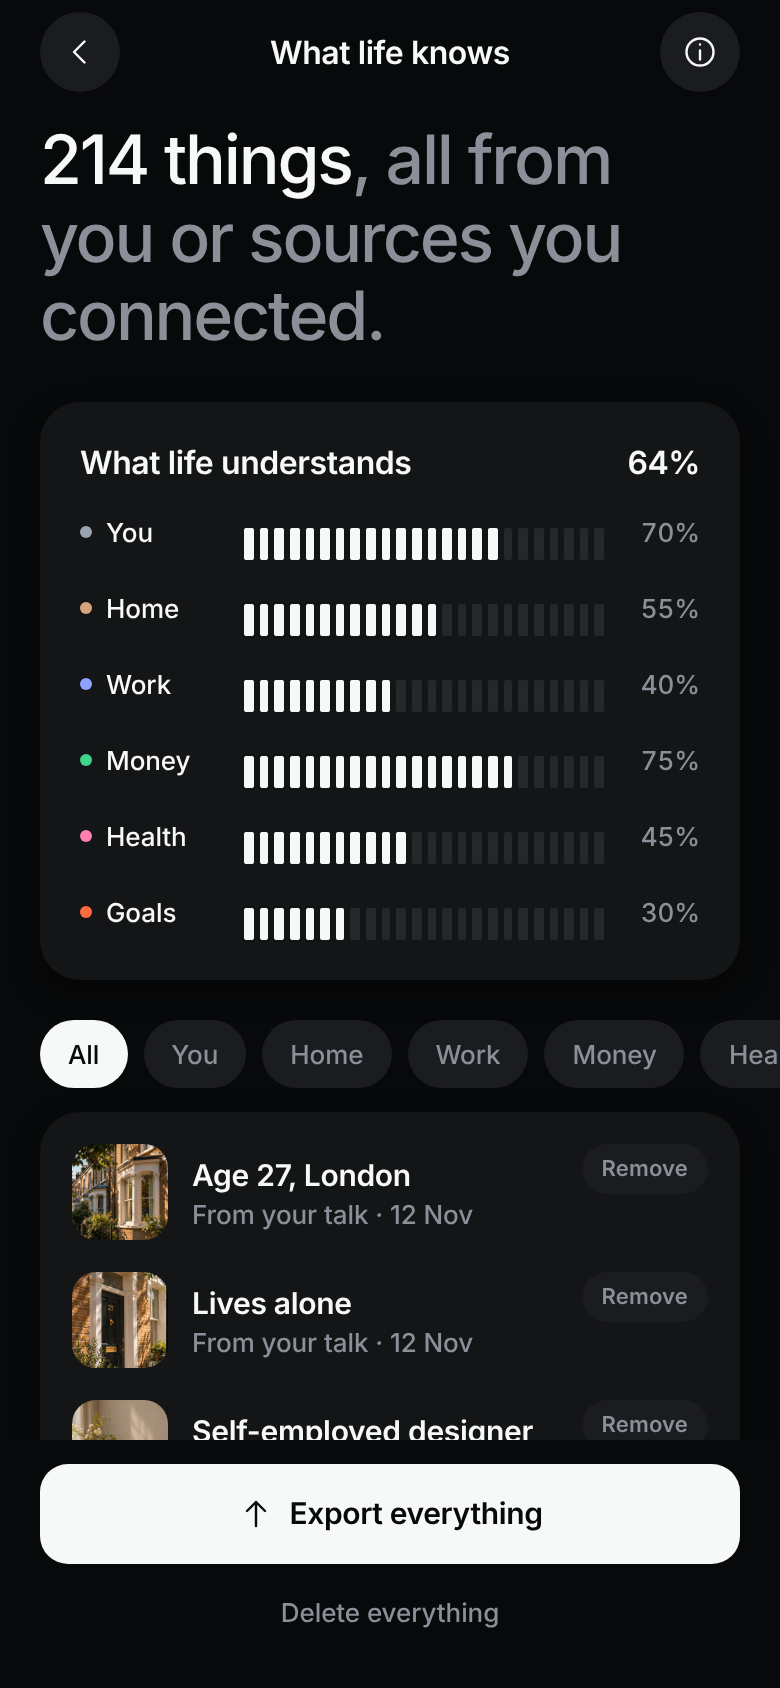 What life knows
214 things, all from
you or sources you
connected.
What life understands 64%
You 70%
Home 55%
Work 40%
Money 75%
Health 45%
Goals 30%
All You Home Work Money Hea
Age 27, London Remove
From your talk · 12 Nov
Lives alone Remove
From your talk · 12 Nov
Self-employed designer Remove
Export everything
Delete everything